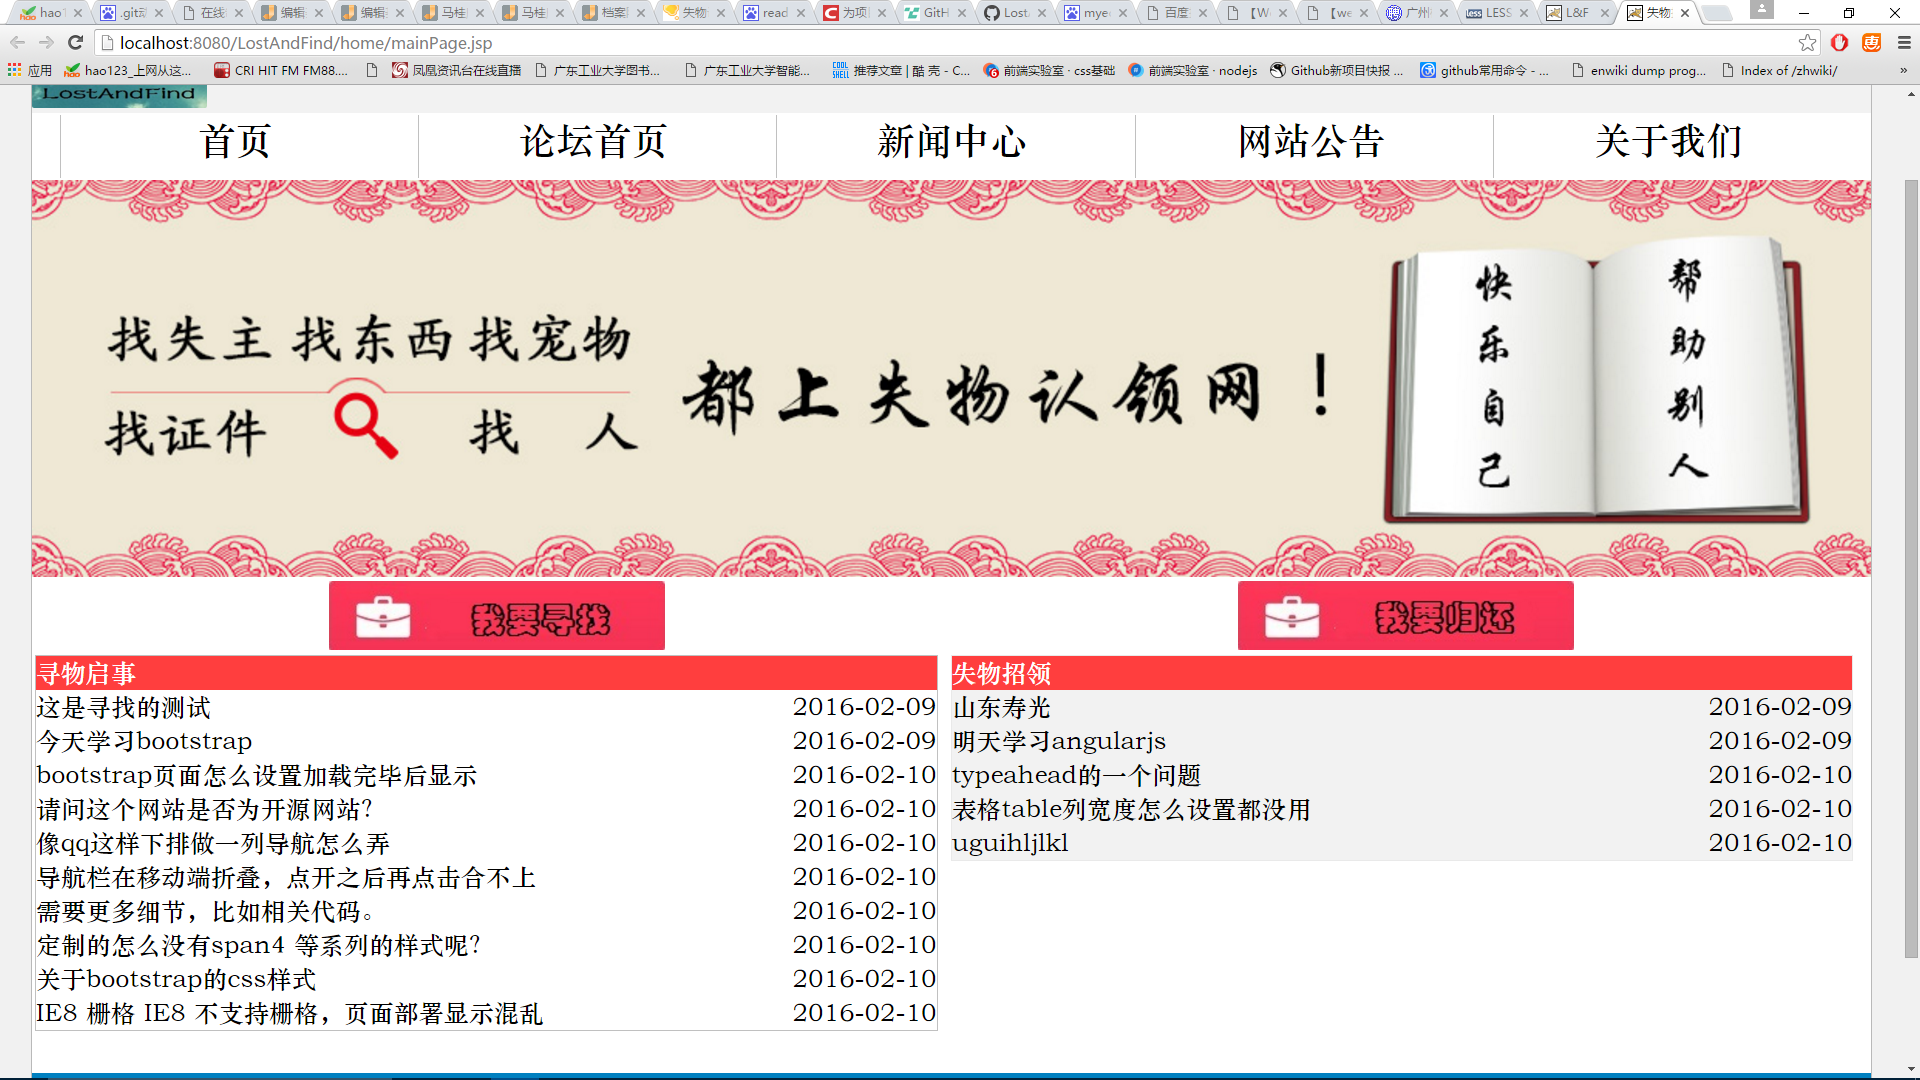 hao1
.git动
在线
编辑
编辑
马桂
马桂
档案
失物
read
为项
GitH
Lost
mye
百度
【W
【we
广州
LESS
L&F
失物
localhost:8080/LostAndFind/home/mainPage.jsp
应用 hao123_上网从这... CRI HIT FM FM88.... 凤凰资讯台在线直播 广东工业大学图书... 广东工业大学智能... 推荐文章 | 酷 壳 - C... 前端实验室 · css基础 前端实验室 · nodejs Github新项目快报 ... github常用命令 - ... enwiki dump prog... Index of /zhwiki/ »
LostAndFind
首页 论坛首页 新闻中心 网站公告 关于我们
找失主 找东西 找宠物
找证件 找 人
都上失物认领网！
帮助别人
快乐自己
我要寻找
我要归还
寻物启事
这是寻找的测试 2016-02-09
今天学习bootstrap 2016-02-09
bootstrap页面怎么设置加载完毕后显示 2016-02-10
请问这个网站是否为开源网站？ 2016-02-10
像qq这样下排做一列导航怎么弄 2016-02-10
导航栏在移动端折叠，点开之后再点击合不上 2016-02-10
需要更多细节，比如相关代码。 2016-02-10
定制的怎么没有span4 等系列的样式呢？ 2016-02-10
关于bootstrap的css样式 2016-02-10
IE8 栅格 IE8 不支持栅格，页面部署显示混乱 2016-02-10
失物招领
山东寿光 2016-02-09
明天学习angularjs 2016-02-09
typeahead的一个问题 2016-02-10
表格table列宽度怎么设置都没用 2016-02-10
uguihljlkl 2016-02-10